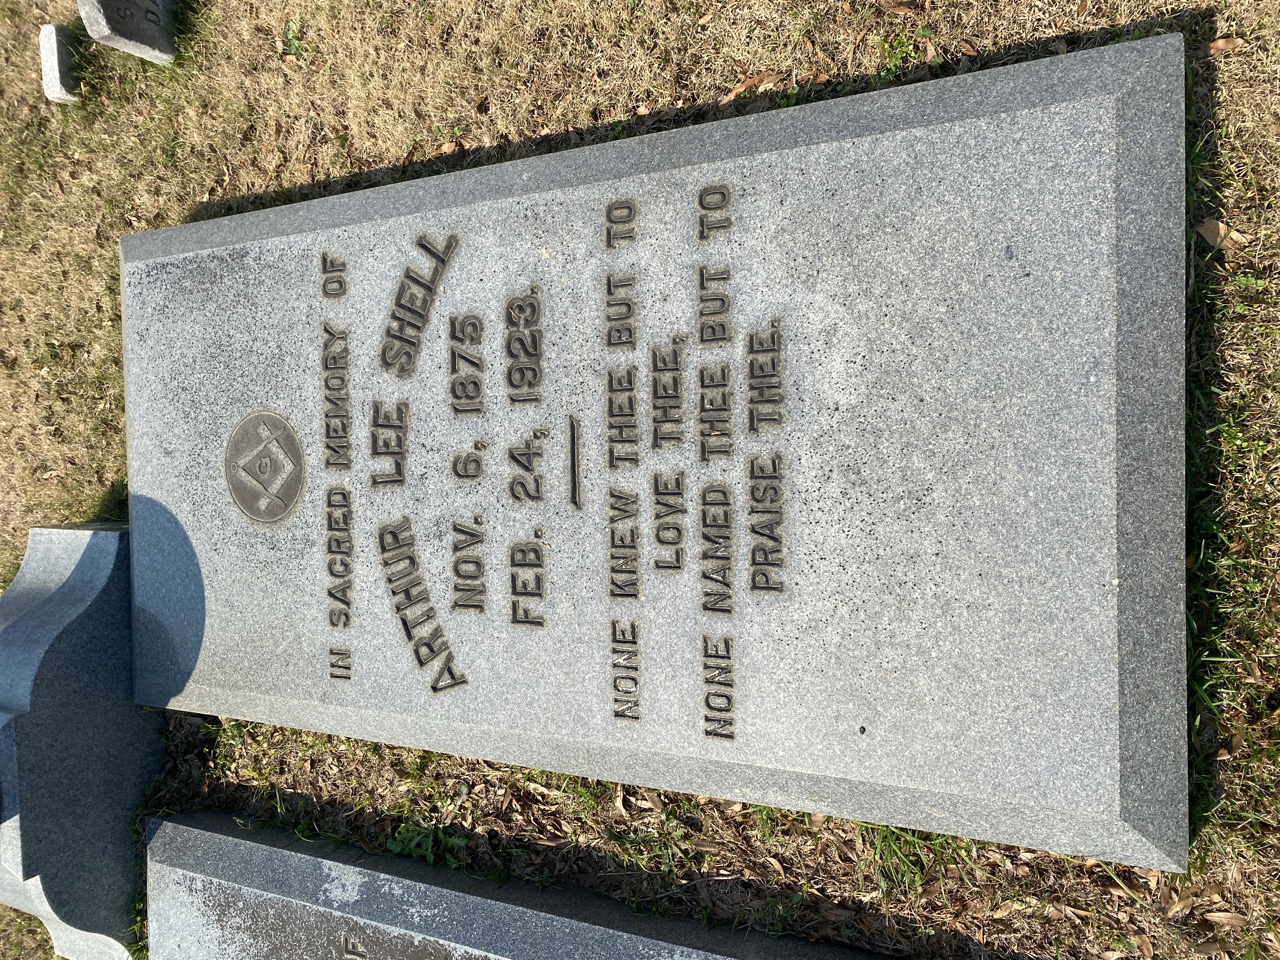 G
IN SACRED MEMORY OF
ARTHUR LEE SHELL
NOV. 6, 1875
FEB. 24, 1923.
NONE KNEW THEE BUT TO
LOVE THEE,
NONE NAMED THEE BUT TO
PRAISE THEE.
F
S
DA